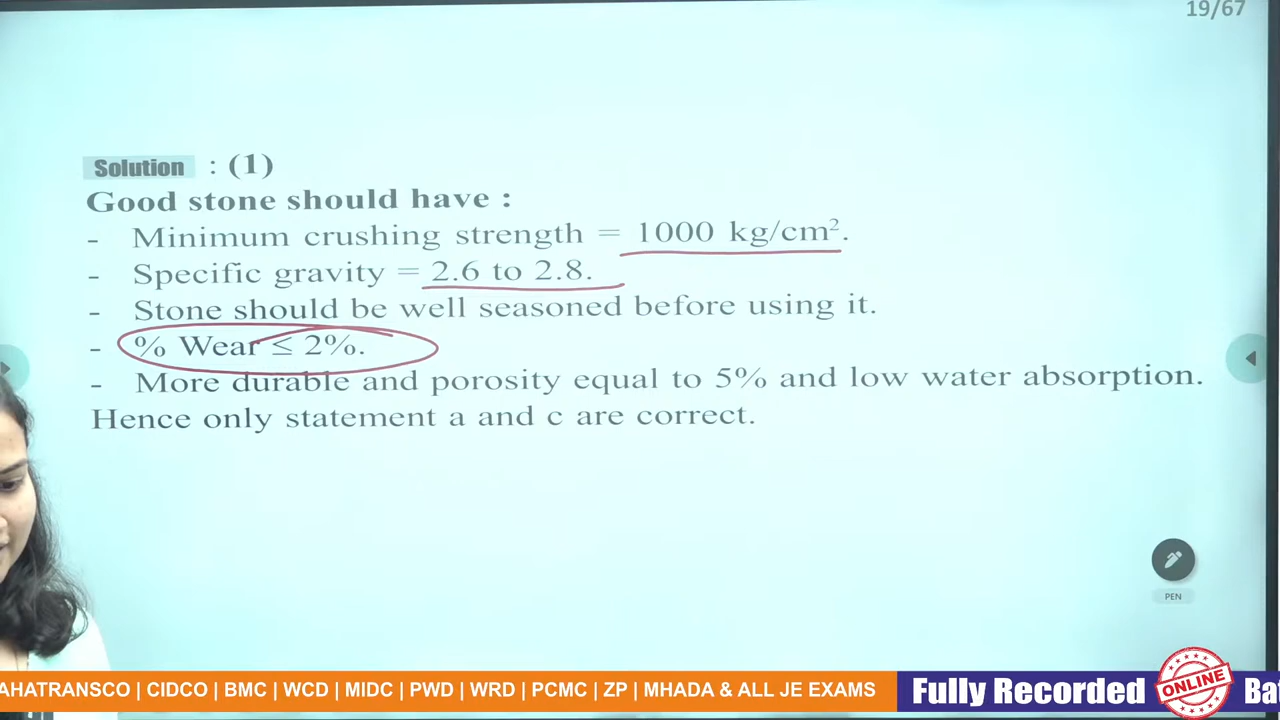 19/67
Solution : (1)
Good stone should have :
- Minimum crushing strength = 1000 kg/cm².
- Specific gravity = 2.6 to 2.8.
- Stone should be well seasoned before using it.
- % Wear ≤ 2%.
- More durable and porosity equal to 5% and low water absorption.
Hence only statement a and c are correct.
PEN
AHATRANSCO | CIDCO | BMC | WCD | MIDC | PWD | WRD | PCMC | ZP | MHADA & ALL JE EXAMS
Fully Recorded ONLINE Bat